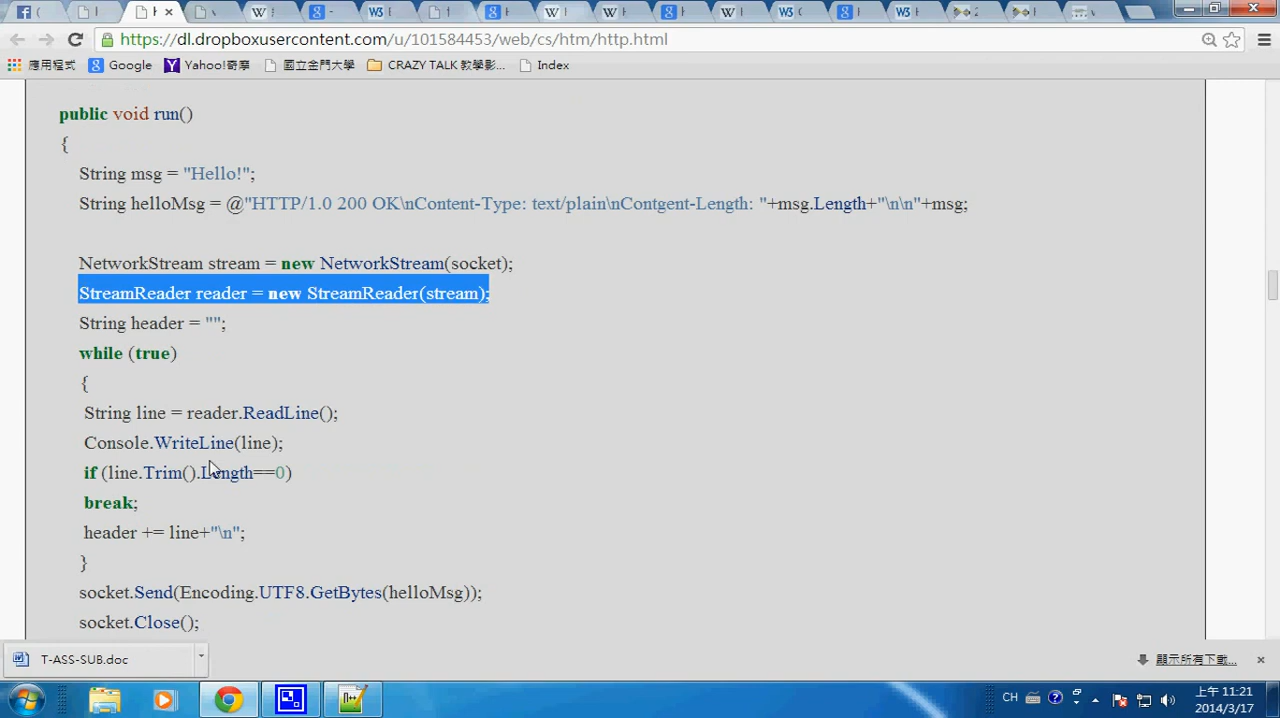 https://dl.dropboxusercontent.com/u/101584453/web/cs/htm/http.html
應用程式 Google Yahoo!奇摩 國立金門大學 CRAZY TALK 教學影... Index
public void run()
{
String msg = "Hello!";
String helloMsg = @"HTTP/1.0 200 OK\nContent-Type: text/plain\nContgent-Length: "+msg.Length+"\n\n"+msg;
NetworkStream stream = new NetworkStream(socket);
StreamReader reader = new StreamReader(stream);
String header = "";
while (true)
{
String line = reader.ReadLine();
Console.WriteLine(line);
if (line.Trim().Length==0)
break;
header += line+"\n";
}
socket.Send(Encoding.UTF8.GetBytes(helloMsg));
socket.Close();
T-ASS-SUB.doc
顯示所有下載...
CH
上午 11:21
2014/3/17